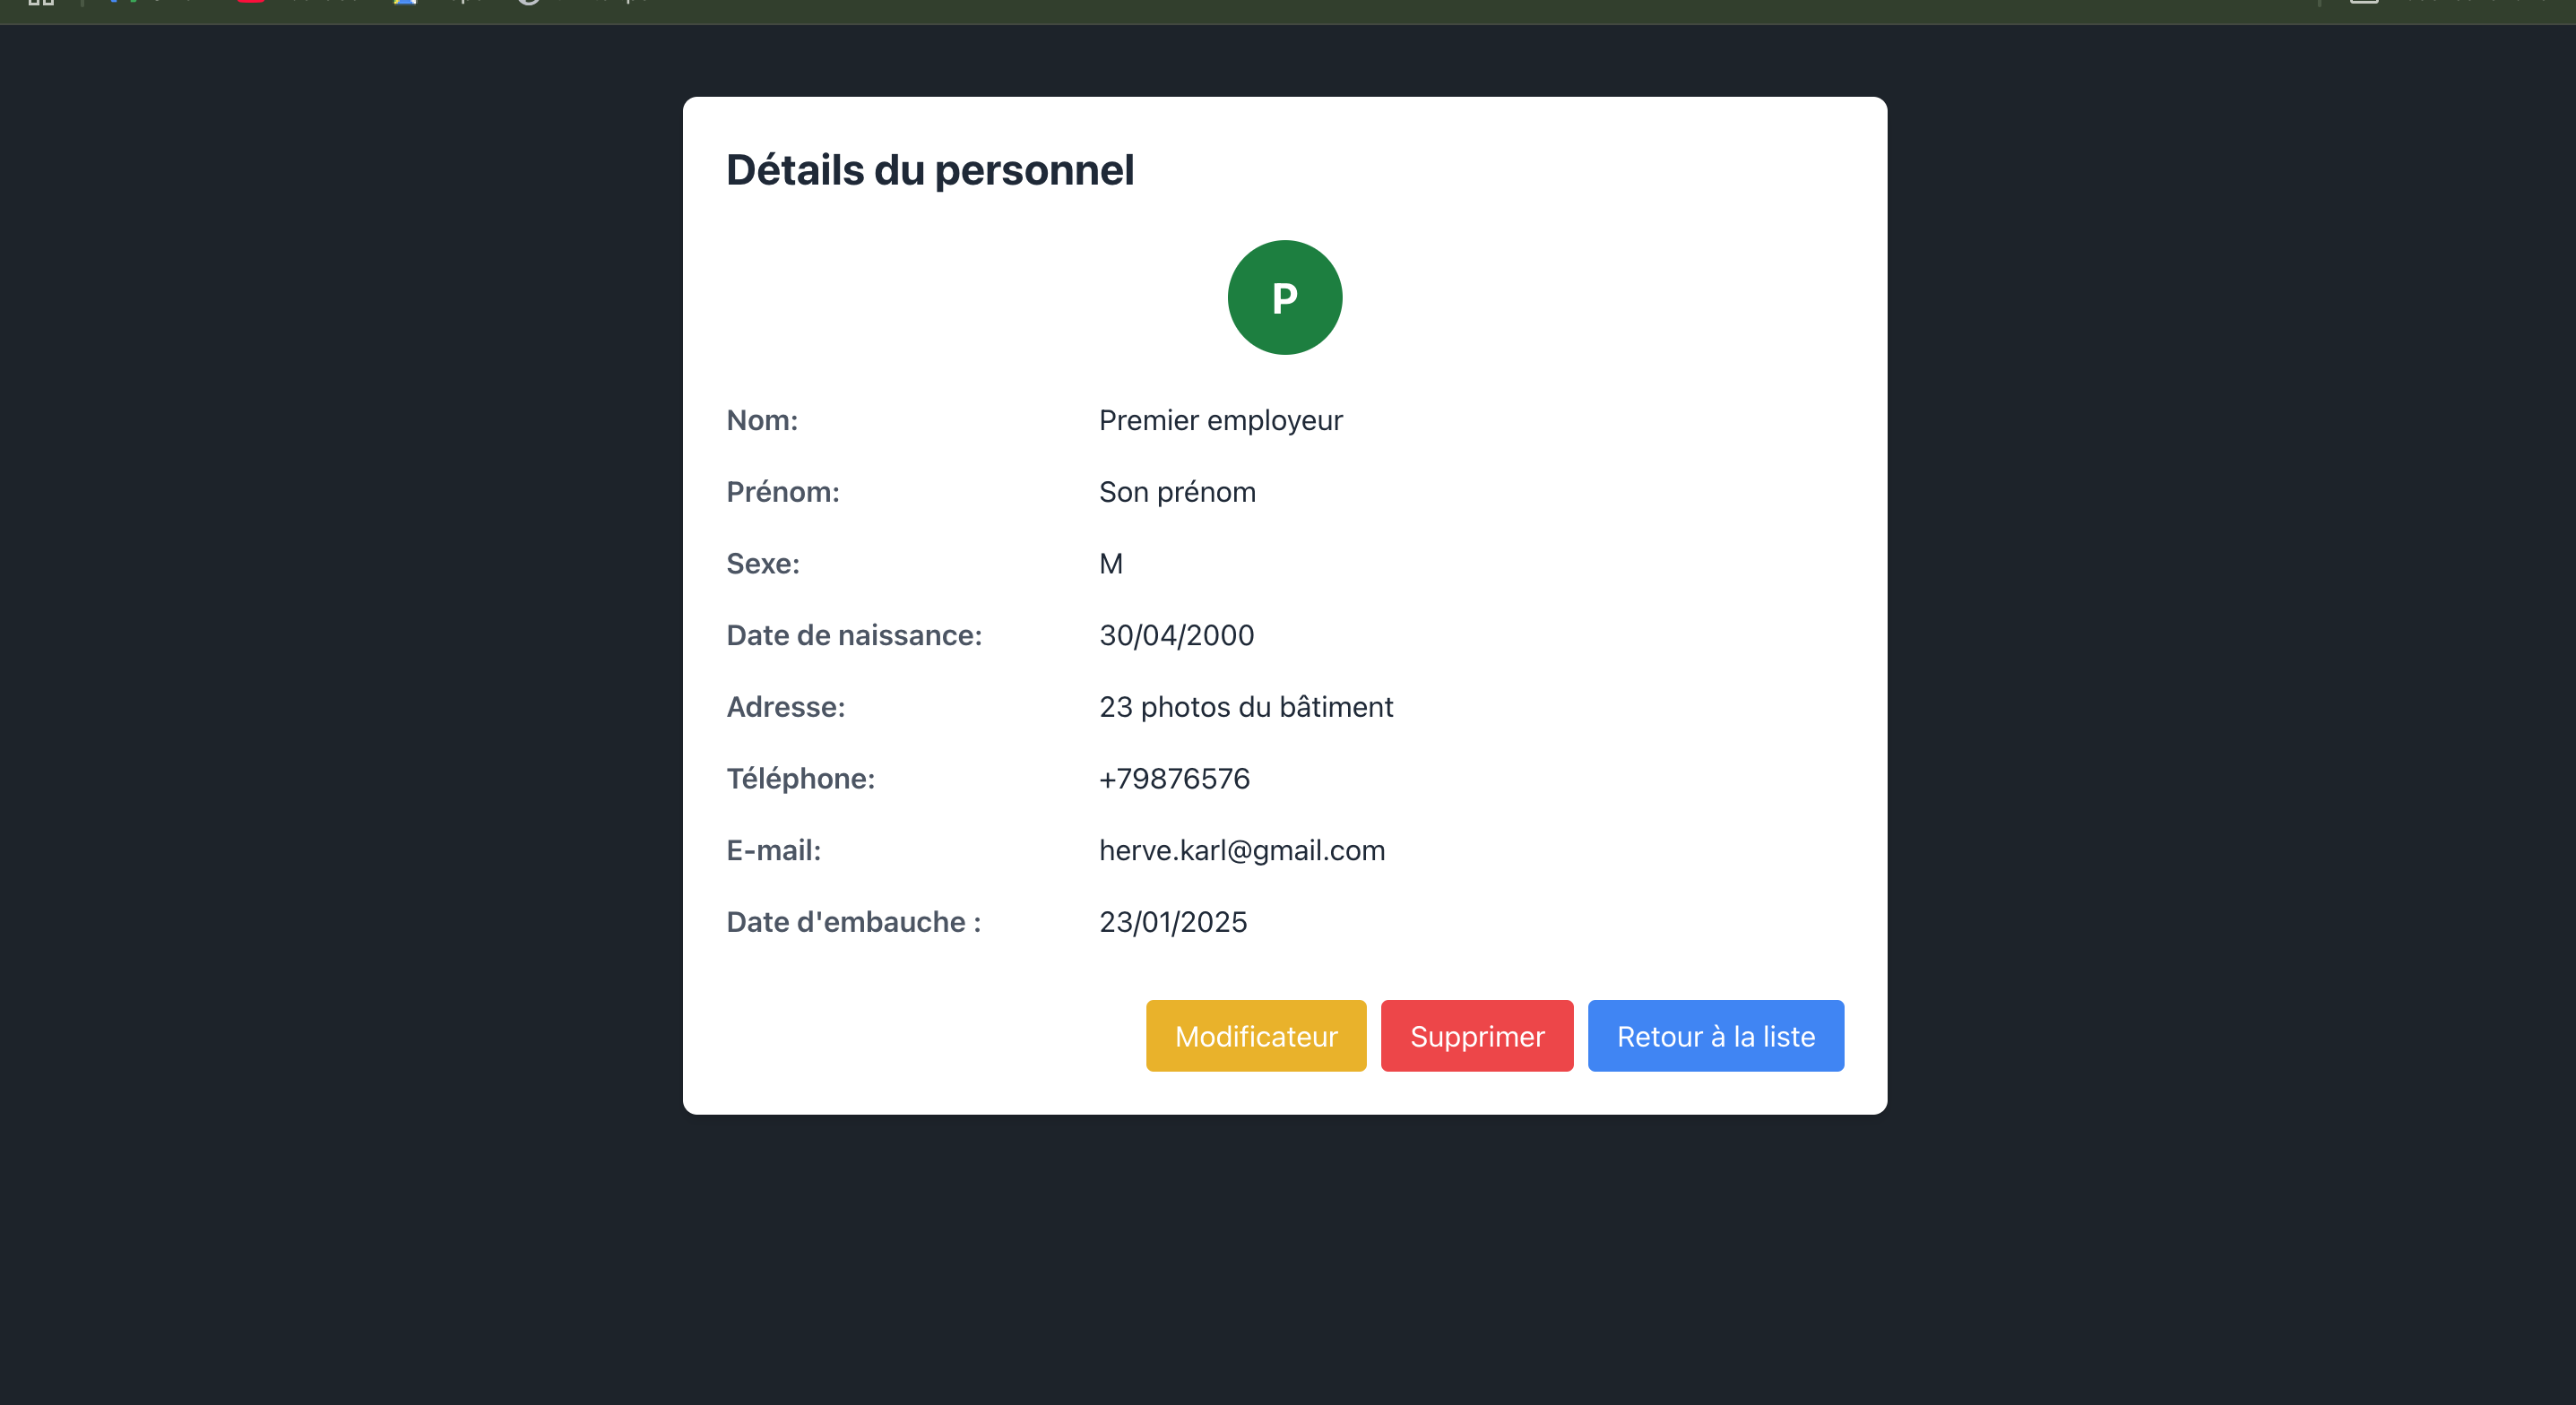 Détails du personnel
P
Nom: Premier employeur
Prénom: Son prénom
Sexe: M
Date de naissance: 30/04/2000
Adresse: 23 photos du bâtiment
Téléphone: +79876576
E-mail: herve.karl@gmail.com
Date d'embauche : 23/01/2025
Modificateur Supprimer Retour à la liste